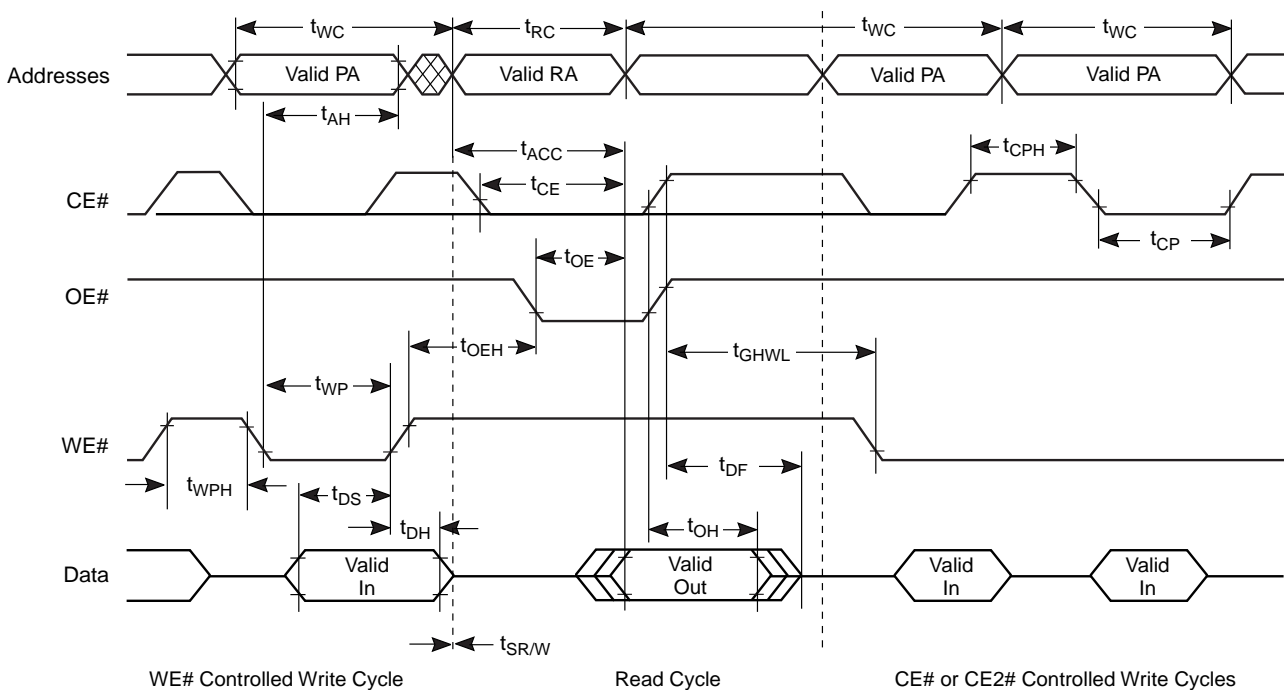 tWC tRC tWC tWC
Addresses Valid PA Valid RA Valid PA Valid PA
tAH
tACC tCPH
tCE
CE#
tCP
tOE
OE#
tOEH tGHWL
tWP
WE#
tDF
tWPH tDS
tDH tOH
Data Valid In Valid Out Valid In Valid In
tSR/W
WE# Controlled Write Cycle Read Cycle CE# or CE2# Controlled Write Cycles